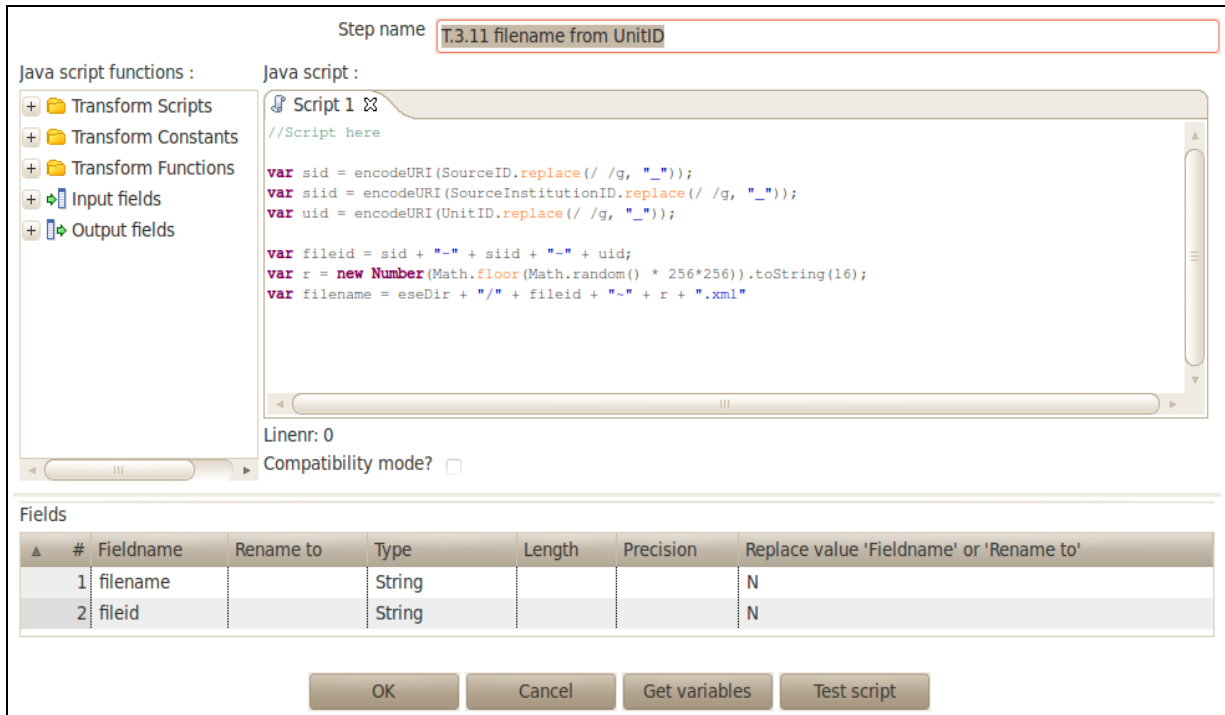 Step name T.3.11 filename from UnitID
Java script functions :
Java script :
Transform Scripts
Transform Constants
Transform Functions
Input fields
Output fields
Script 1
//Script here
var sid = encodeURI(SourceID.replace(/ /g, "_"));
var siid = encodeURI(SourceInstitutionID.replace(/ /g, "_"));
var uid = encodeURI(UnitID.replace(/ /g, "_"));
var fileid = sid + "-" + siid + "-" + uid;
var r = new Number(Math.floor(Math.random() * 256*256)).toString(16);
var filename = eseDir + "/" + fileid + "~" + r + ".xml"
Linenr: 0
Compatibility mode?
Fields
# Fieldname Rename to Type Length Precision Replace value 'Fieldname' or 'Rename to'
1 filename String N
2 fileid String N
OK Cancel Get variables Test script